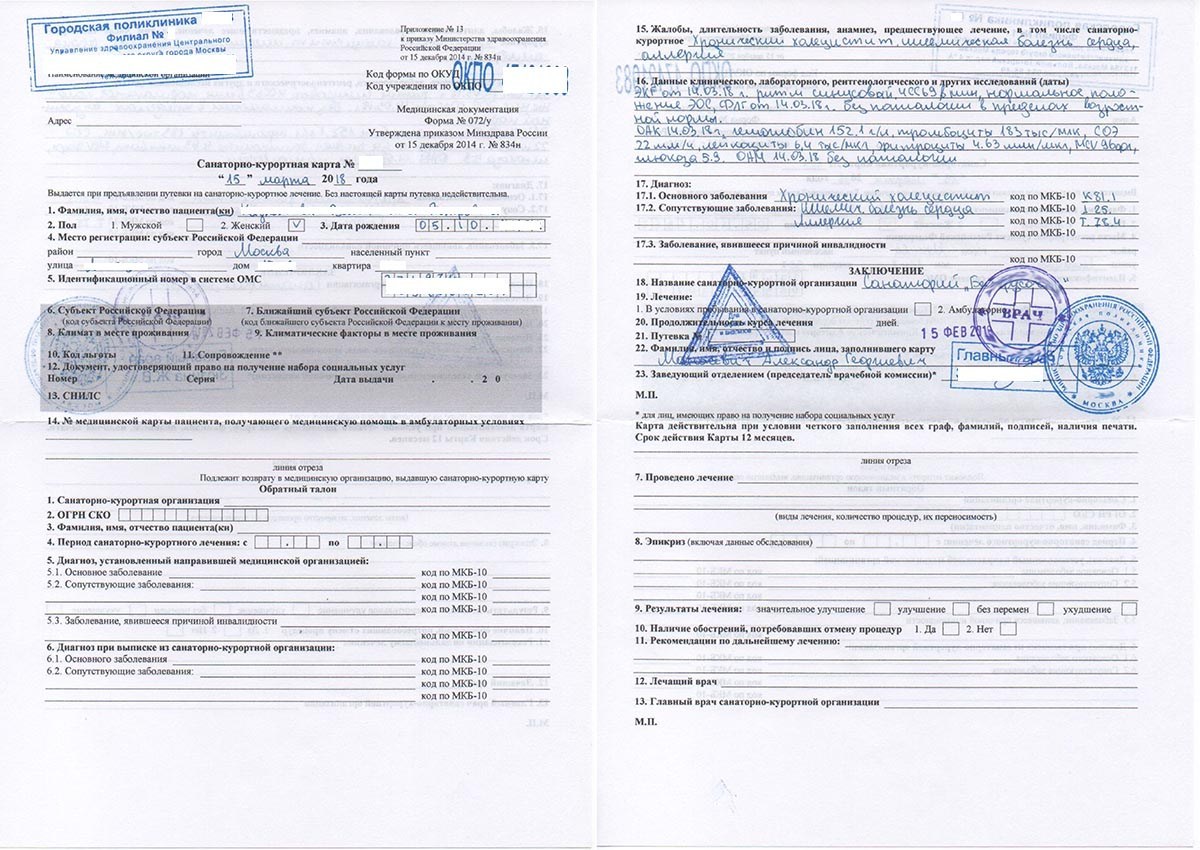 Городская поликлиника
Филиал №
Управление здравоохранения Центрального
города Москвы
Наименование медицинской организации
Адрес
Приложение № 13
к приказу Министерства здравоохранения
Российской Федерации
от 15 декабря 2014 г. № 834н
Код формы по ОКУД
Код учреждения по ОКПО
ОКПО
Медицинская документация
Форма № 072/у
Утверждена приказом Минздрава России
от 15 декабря 2014 г. № 834н
Санаторно-курортная карта №
"15" марта 2018 года
Выдается при предъявлении путевки на санаторно-курортное лечение. Без настоящей карты путевка недействительна.
1. Фамилия, имя, отчество пациента(ки)
2. Пол 1. Мужской 2. Женский V 3. Дата рождения 05.10.
4. Место регистрации: субъект Российской Федерации
район город Москва населенный пункт
улица дом квартира
5. Идентификационный номер в системе ОМС
6. Субъект Российской Федерации 7. Ближайший субъект Российской Федерации
(код субъекта Российской Федерации) (код ближайшего субъекта Российской Федерации к месту проживания)
8. Климат в месте проживания 9. Климатические факторы в месте проживания
10. Код льготы 11. Сопровождение **
12. Документ, удостоверяющий право на получение набора социальных услуг
Номер Серия Дата выдачи . . 2 0
13. СНИЛС
14. № медицинской карты пациента, получающего медицинскую помощь в амбулаторных условиях
линия отреза
Подлежит возврату в медицинскую организацию, выдавшую санаторно-курортную карту
Обратный талон
1. Санаторно-курортная организация
2. ОГРН СКО
3. Фамилия, имя, отчество пациента(ки)
4. Период санаторно-курортного лечения: с . по .
5. Диагноз, установленный направившей медицинской организацией:
5.1. Основное заболевание код по МКБ-10
5.2. Сопутствующие заболевания: код по МКБ-10
код по МКБ-10
код по МКБ-10
5.3. Заболевание, явившееся причиной инвалидности
код по МКБ-10
6. Диагноз при выписке из санаторно-курортной организации:
6.1. Основного заболевания код по МКБ-10
6.2. Сопутствующие заболевания: код по МКБ-10
код по МКБ-10
код по МКБ-10
15. Жалобы, длительность заболевания, анамнез, предшествующее лечение, в том числе санаторно-
курортное Хронический холецистит, ишемическая болезнь сердца,
аллергия
16. Данные клинического, лабораторного, рентгенологического и других исследований (даты)
ЭКГ от 14.03.18г. ритм синусовой ЧСС 69 в мин, нормальное поло-
жение ЭОС, ФЛГ от 14.03.18г. Без патологии в пределах возраст-
ной нормы.
ОАК 14.03.18г, гемоглобин 152.1 г/л, тромбоциты 183 тыс/мк, СОЭ
22 мм/ч, лейкоциты 6,4 тыс/мкл, эритроциты 4.63 млн/мкл, MCV
глюкоза 5.9. ОАМ 14.03.18 без патологии
17. Диагноз:
17.1. Основного заболевания Хронический холецистит код по МКБ-10 К81.1
17.2. Сопутствующие заболевания: Ишемич. болезнь сердца код по МКБ-10 I 25.
Аллергия код по МКБ-10 Т. 78.4
код по МКБ-10
17.3. Заболевание, явившееся причиной инвалидности
код по МКБ-10
ЗАКЛЮЧЕНИЕ
18. Название санаторно-курортной организации Санаторий
19. Лечение:
1. В условиях пребывания в санаторно-курортной организации 2. Амбулаторно
20. Продолжительность курса лечения дней.
15 ФЕВ 201
ВРАЧ
21. Путевка №
22. Фамилия, имя, отчество и подпись лица, заполнившего карту
Александр Георгиевич
Главный
23. Заведующий отделением (председатель врачебной комиссии)*
МОСКВА
М.П.
* для лиц, имеющих право на получение набора социальных услуг
Карта действительна при условии четкого заполнения всех граф, фамилий, подписей, наличия печати.
Срок действия Карты 12 месяцев.
линия отреза
7. Проведено лечение
(виды лечения, количество процедур, их переносимость)
8. Эпикриз (включая данные обследования)
9. Результаты лечения: значительное улучшение улучшение без перемен ухудшение
10. Наличие обострений, потребовавших отмену процедур 1. Да 2. Нет
11. Рекомендации по дальнейшему лечению:
12. Лечащий врач
13. Главный врач санаторно-курортной организации
М.П.